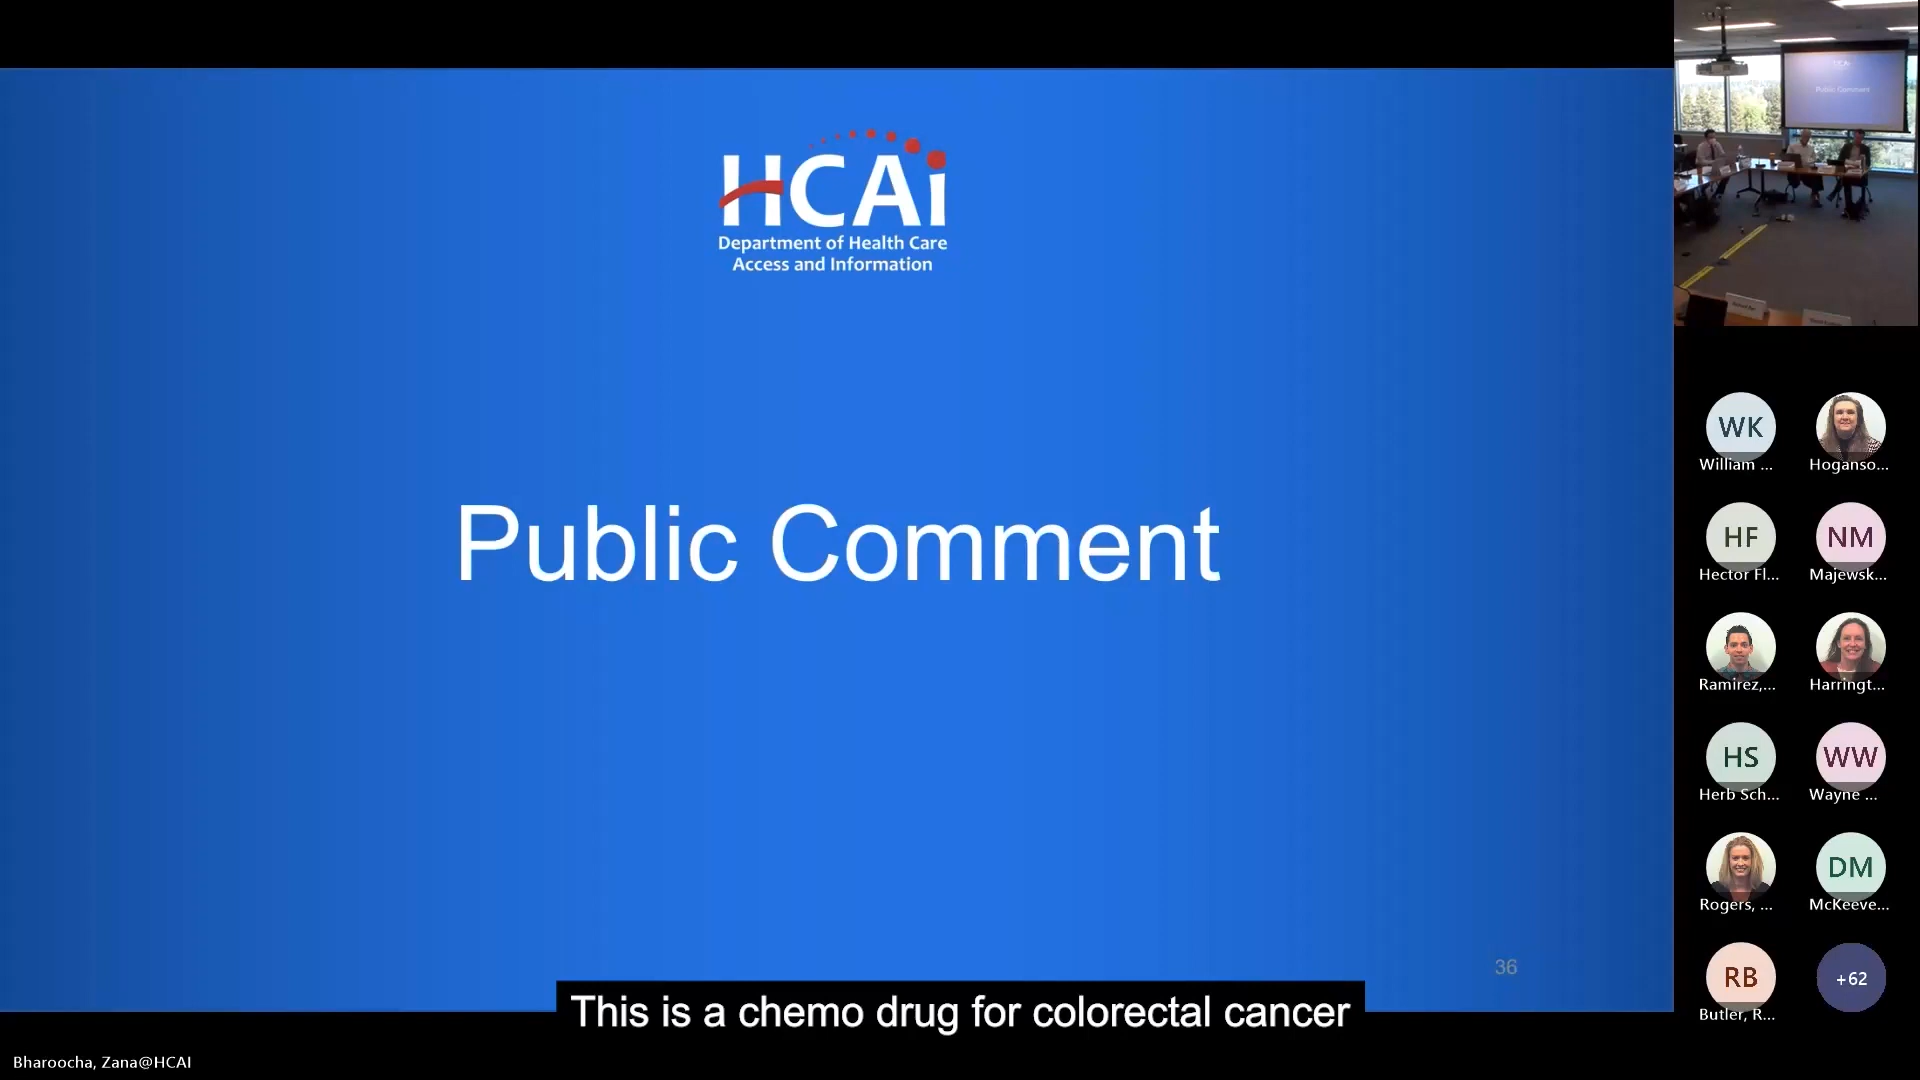 HCAi
Department of Health Care
Access and Information
Public Comment
36
This is a chemo drug for colorectal cancer
Bharoocha, Zana@HCAI
Public Comment
WK
William ...
Hoganso...
HF
Hector Fl...
NM
Majewsk...
Ramirez,...
Harringt...
HS
Herb Sch...
WW
Wayne ...
Rogers, ...
DM
McKeeve...
RB
Butler, R...
+62